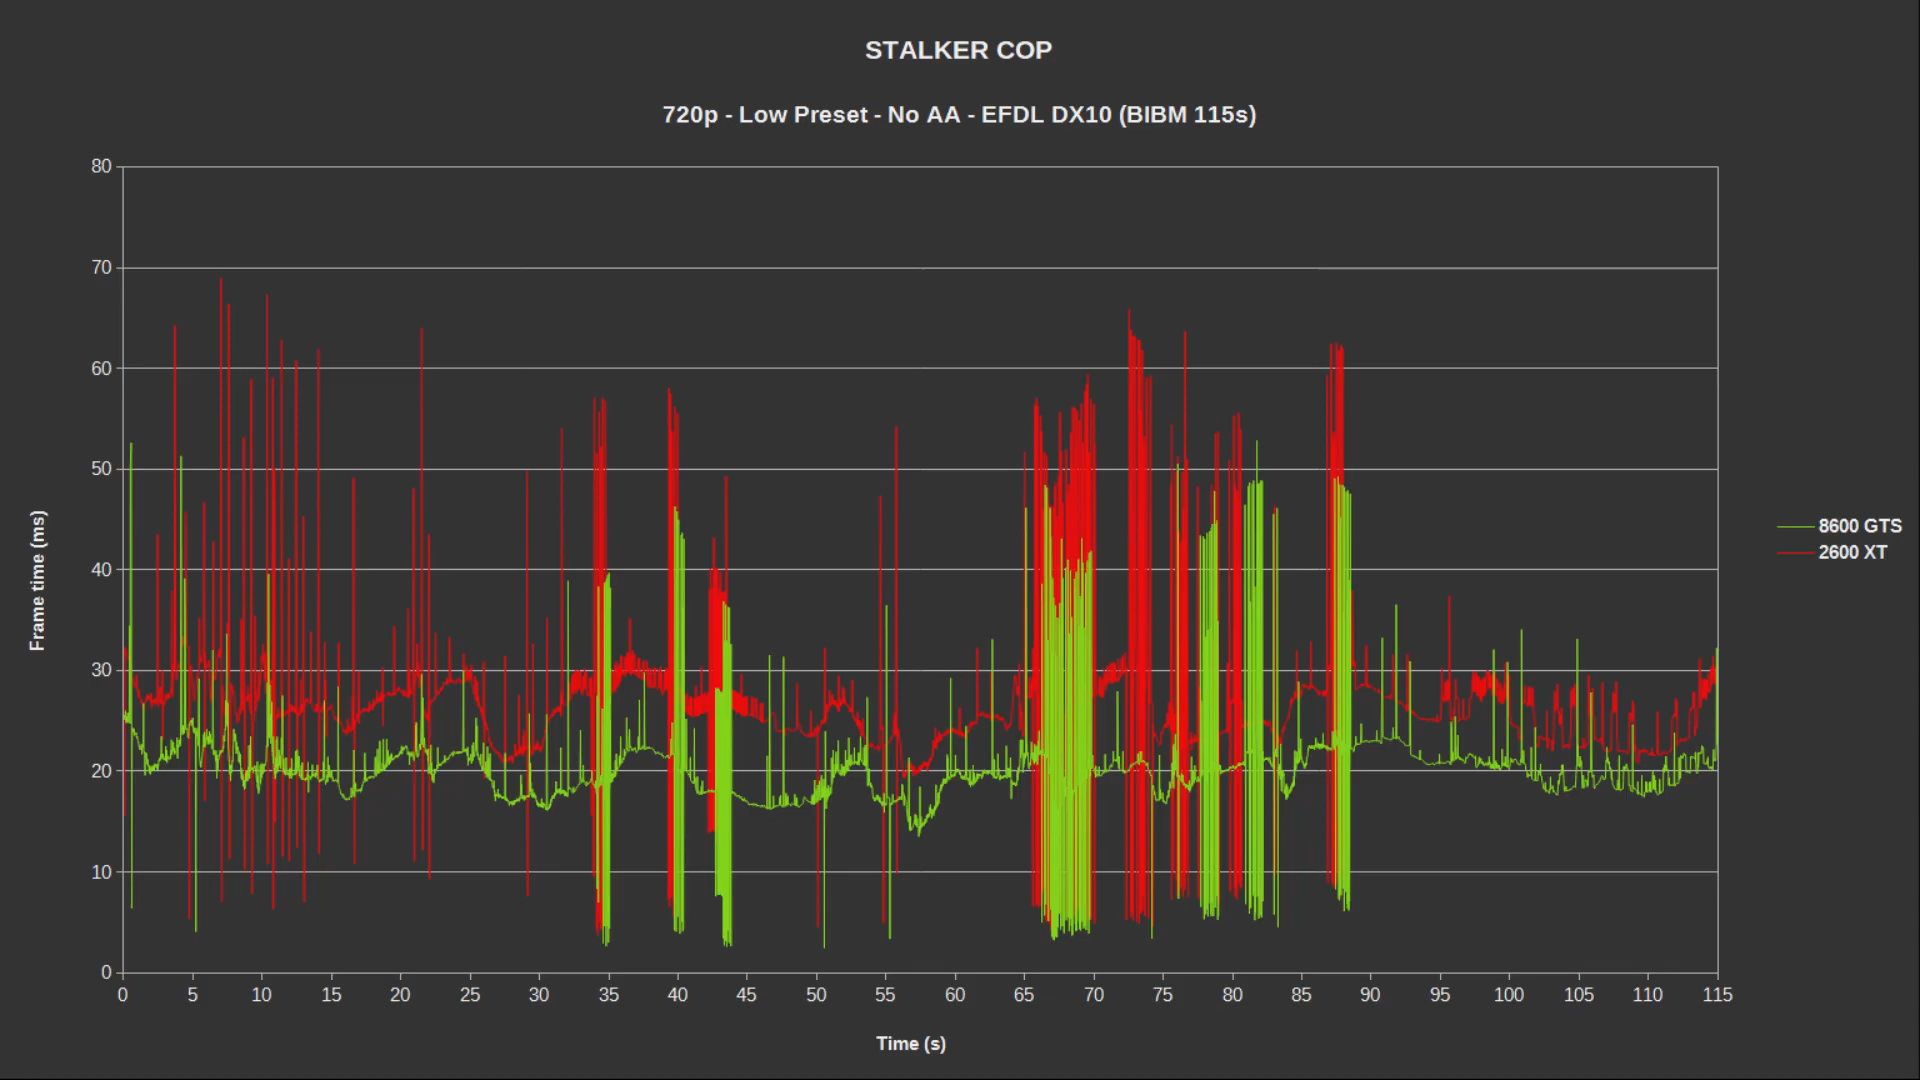 STALKER COP
720p - Low Preset - No AA - EFDL DX10 (BIBM 115s)
80
70
60
50
40
30
20
10
0
Frame time (ms)
0 5 10 15 20 25 30 35 40 45 50 55 60 65 70 75 80 85 90 95 100 105 110 115
Time (s)
8600 GTS
2600 XT